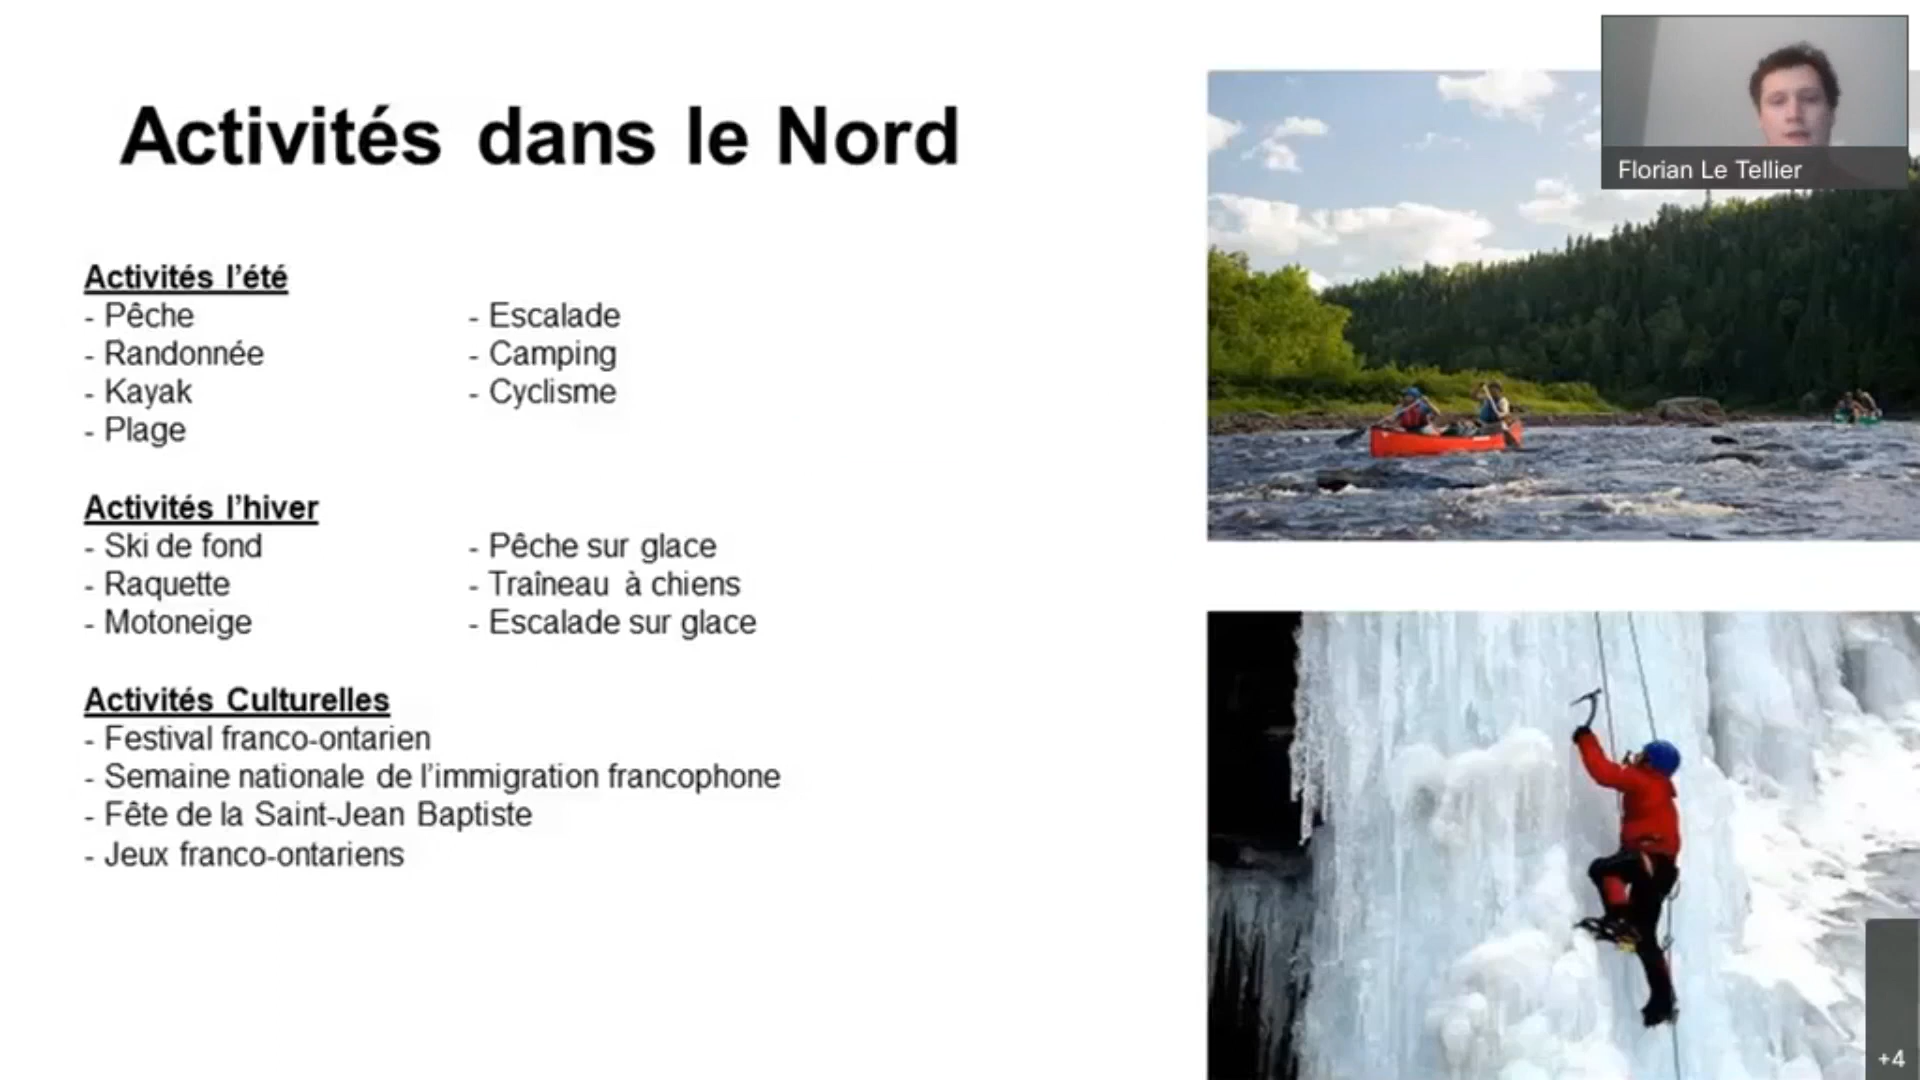 Activités dans le Nord
Florian Le Tellier
Activités l'été
- Pêche
- Randonnée
- Kayak
- Plage
- Escalade
- Camping
- Cyclisme
Activités l'hiver
- Ski de fond
- Raquette
- Motoneige
- Pêche sur glace
- Traîneau à chiens
- Escalade sur glace
Activités Culturelles
- Festival franco-ontarien
- Semaine nationale de l'immigration francophone
- Fête de la Saint-Jean Baptiste
- Jeux franco-ontariens
+4